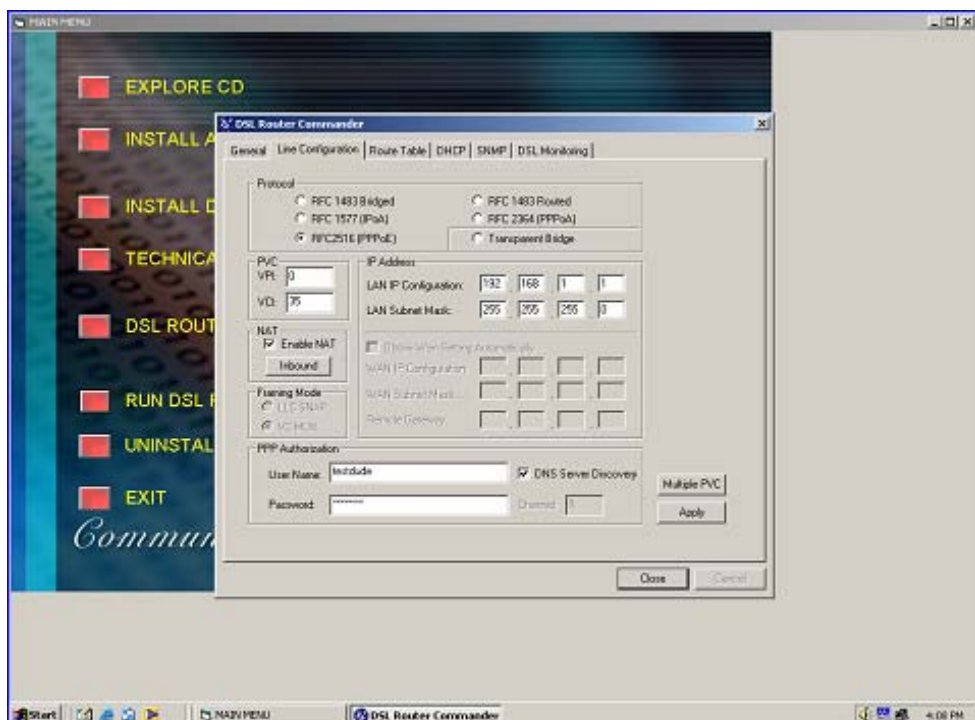 MAIN MENU
EXPLORE CD
INSTALL A
INSTALL D
TECHNICA
DSL ROUT
RUN DSL
UNINSTAL
EXIT
Commun
DSL Router Commander
General
Line Configuration
Route Table
DHCP
SNMP
DSL Monitoring
Protocol
RFC 1483 Bridged
RFC 1483 Routed
RFC 1577 (IPoA)
RFC 2364 (PPPoA)
RFC2516 (PPPoE)
Transparent Bridge
PVC
VPI: 0
VCI: 35
IP Address
LAN IP Configuration: 192 . 168 . 1 . 1
LAN Subnet Mask: 255 . 255 . 255 . 0
NAT
Enable NAT
Inbound
Obtain Wan Setting Automatically
WAN IP Configuration:
WAN Subnet Mask:
Remote Gateway:
Framing Mode
LLC SNAP
VC MUX
PPP Authorization
User Name: testdude
DNS Server Discovery
Password: ********
Channel: 1
Multiple PVC
Apply
Close
Cancel
Start
MAIN MENU
DSL Router Commander
4:08 PM